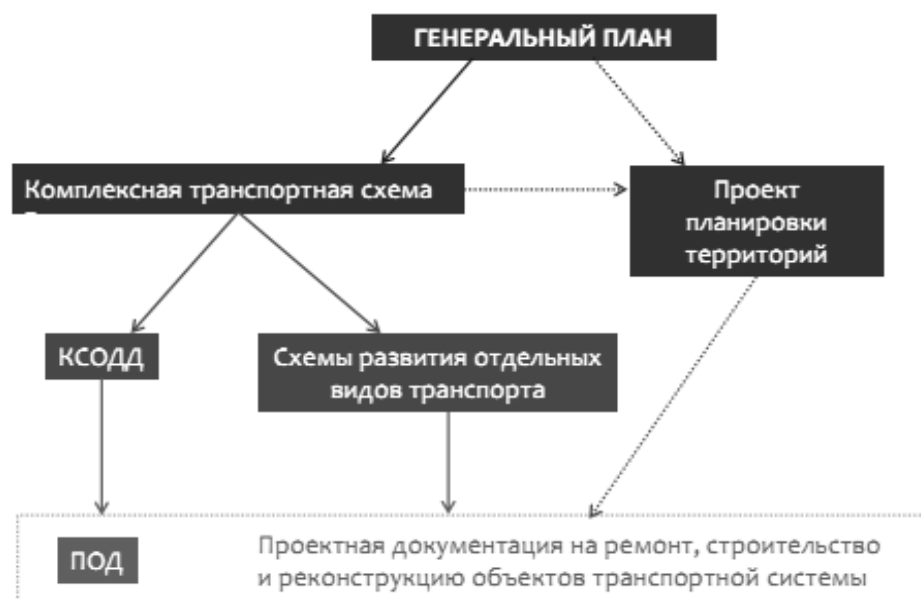 ГЕНЕРАЛЬНЫЙ ПЛАН
Комплексная транспортная схема
Проект
планировки
территорий
КСОДД
Схемы развития отдельных
видов транспорта
ПОД
Проектная документация на ремонт, строительство
и реконструкцию объектов транспортной системы